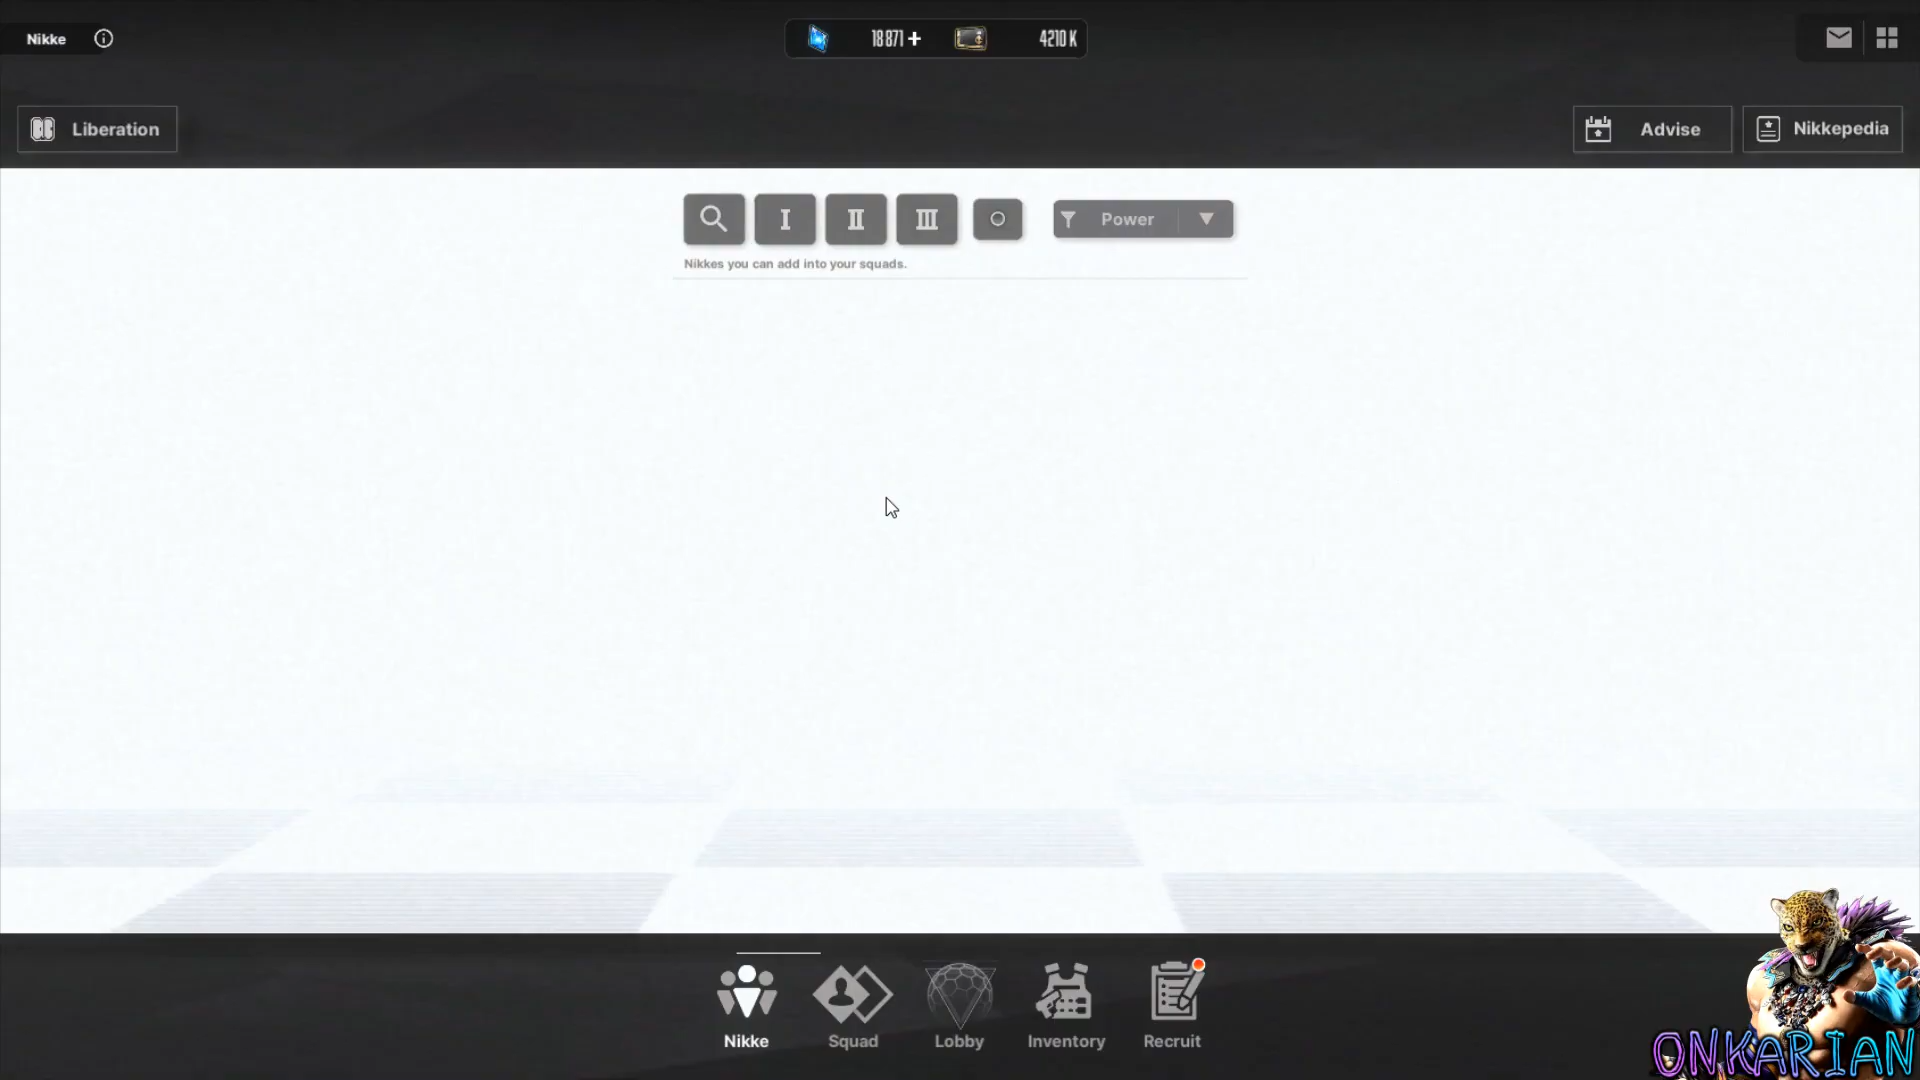 Nikke
18871
4210 K
Liberation
Advise
Nikkepedia
I
II
III
Power
Nikkes you can add into your squads.
Nikke
Squad
Lobby
Inventory
Recruit
ONKARIAN